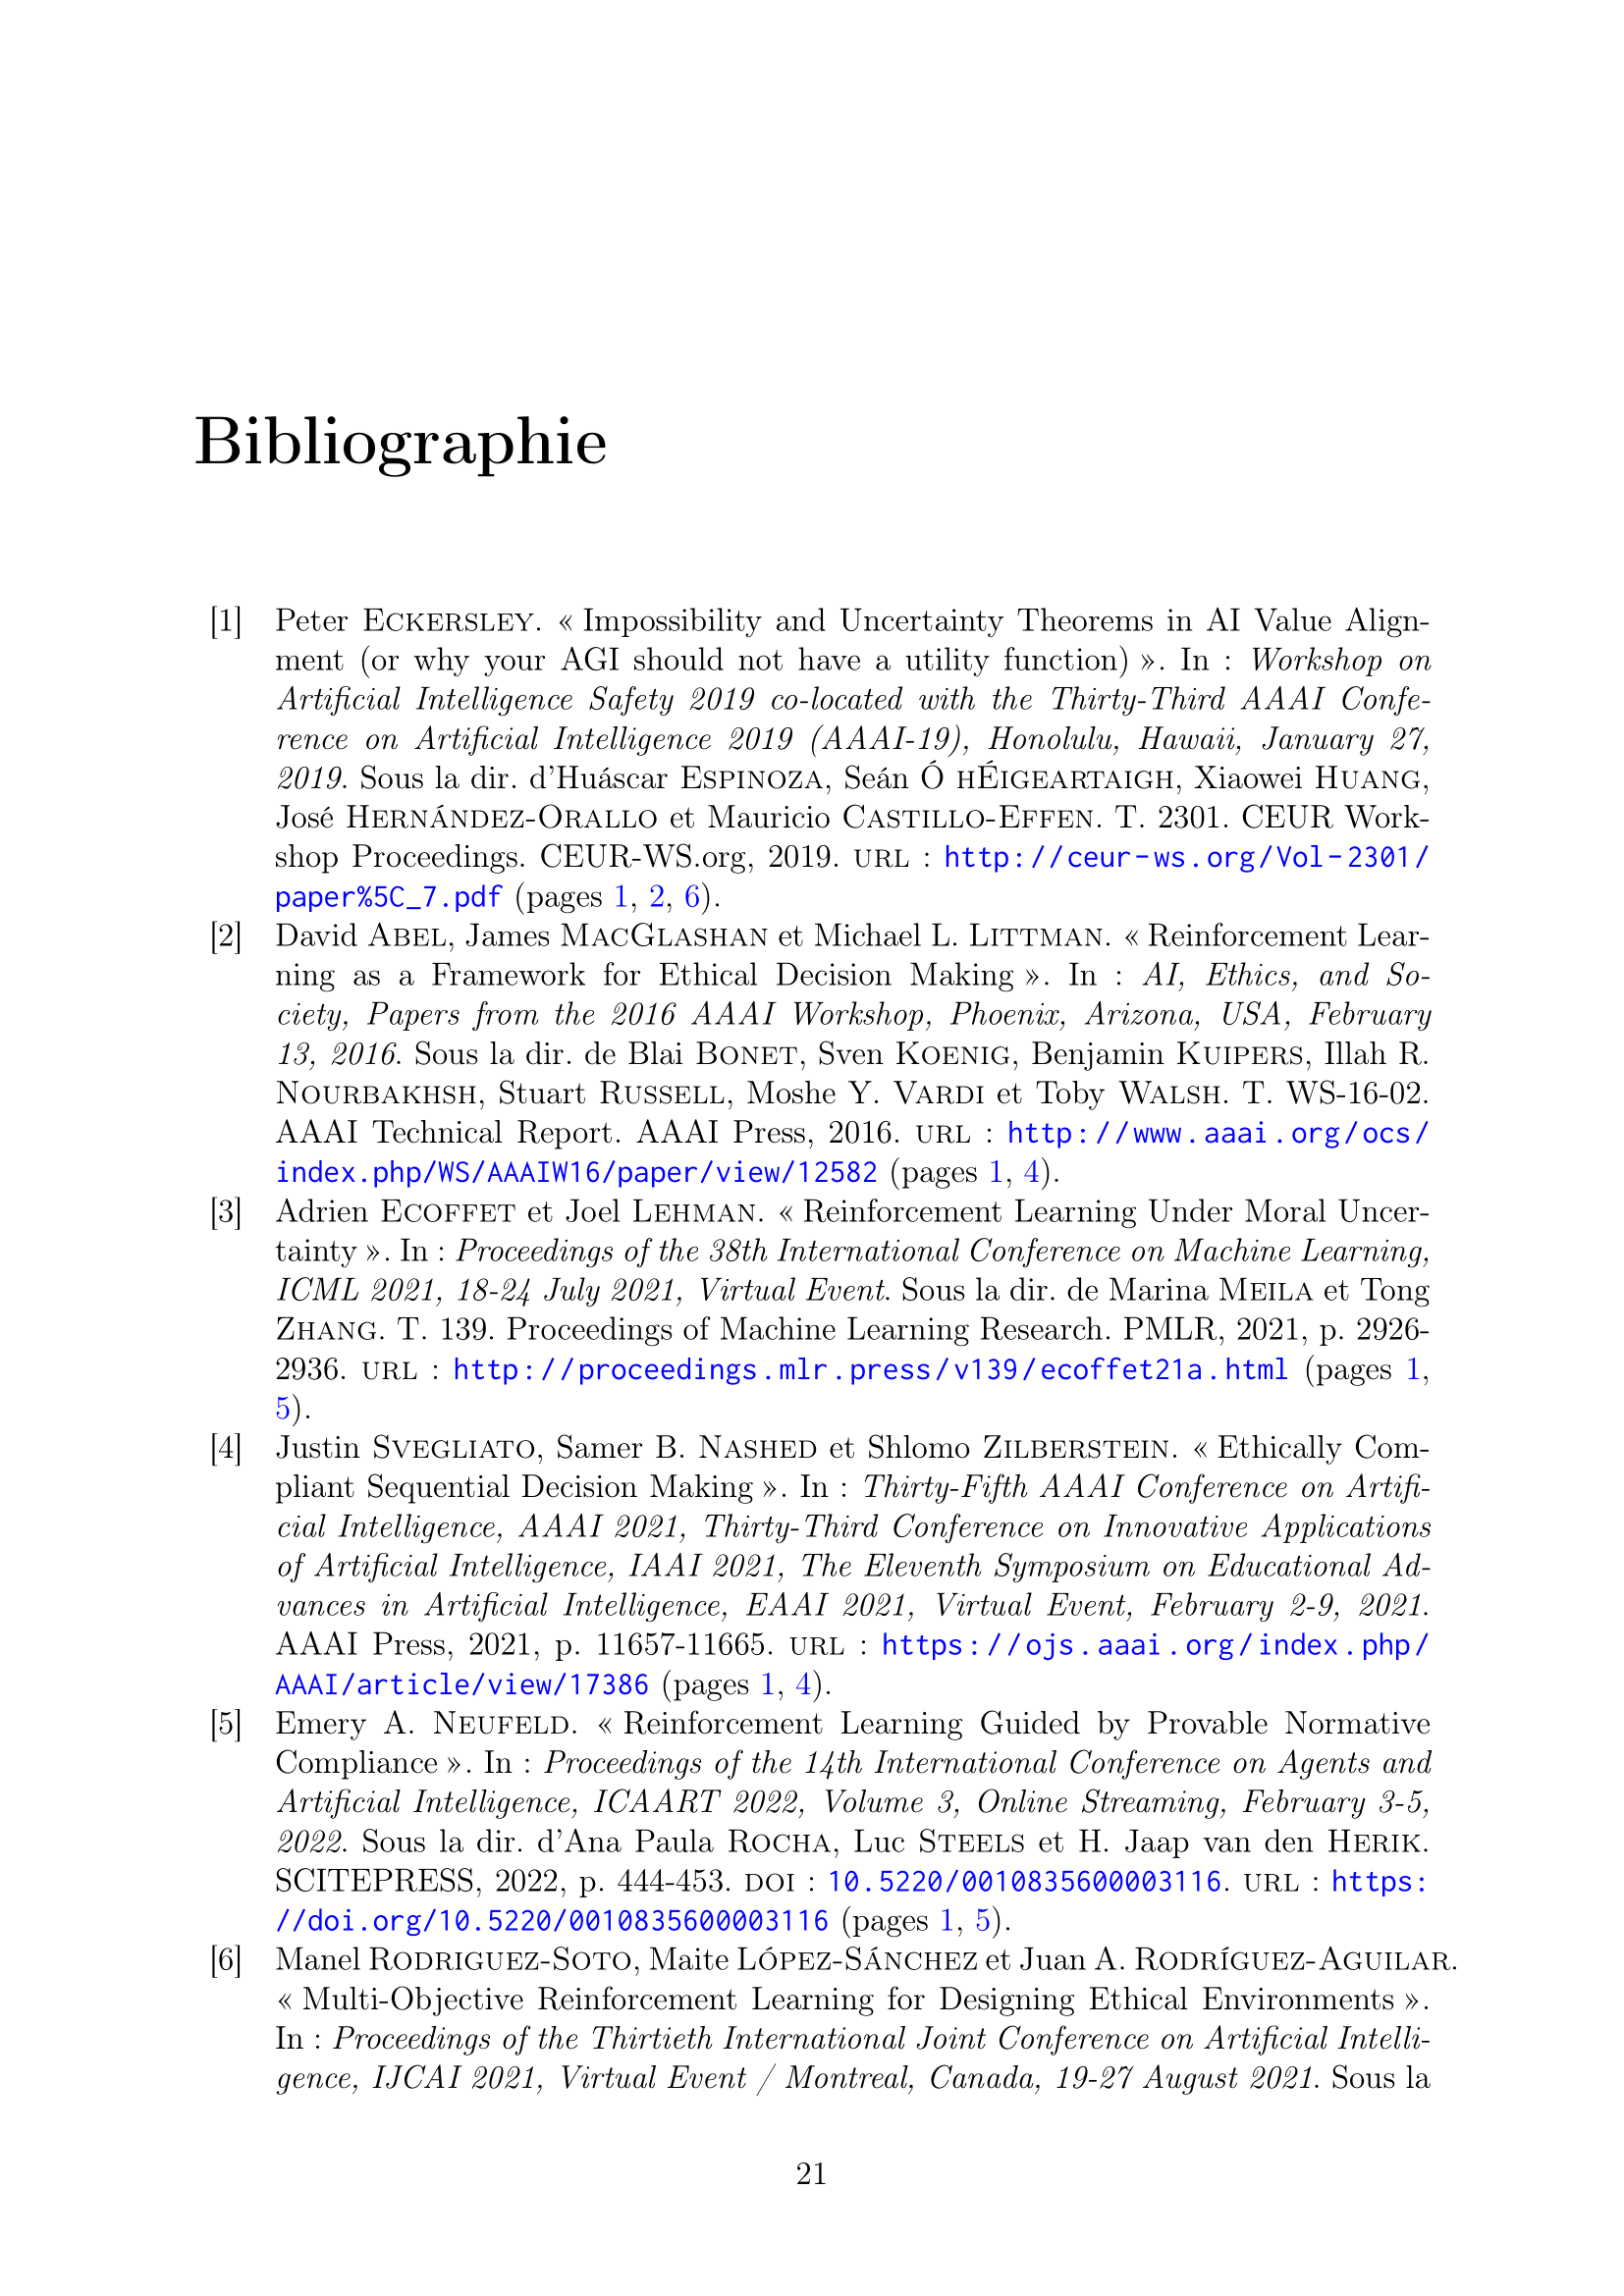 Bibliographie
[1] Peter ECKERSLEY. « Impossibility and Uncertainty Theorems in AI Value Align-
ment (or why your AGI should not have a utility function) ». In : Workshop on
Artificial Intelligence Safety 2019 co-located with the Thirty-Third AAAI Confe-
rence on Artificial Intelligence 2019 (AAAI-19), Honolulu, Hawaii, January 27,
2019. Sous la dir. d’Huáscar ESPINOZA, Seán Ó HÉIGEARTAIGH, Xiaowei HUANG,
José HERNÁNDEZ-ORALLO et Mauricio CASTILLO-EFFEN. T. 2301. CEUR Work-
shop Proceedings. CEUR-WS.org, 2019. URL : http://ceur-ws.org/Vol-2301/
paper%5C_7.pdf (pages 1, 2, 6).
[2] David ABEL, James MACGLASHAN et Michael L. LITTMAN. « Reinforcement Lear-
ning as a Framework for Ethical Decision Making ». In : AI, Ethics, and So-
ciety, Papers from the 2016 AAAI Workshop, Phoenix, Arizona, USA, February
13, 2016. Sous la dir. de Blai BONET, Sven KOENIG, Benjamin KUIPERS, Illah R.
NOURBAKHSH, Stuart RUSSELL, Moshe Y. VARDI et Toby WALSH. T. WS-16-02.
AAAI Technical Report. AAAI Press, 2016. URL : http://www.aaai.org/ocs/
index.php/WS/AAAIW16/paper/view/12582 (pages 1, 4).
[3] Adrien ECOFFET et Joel LEHMAN. « Reinforcement Learning Under Moral Uncer-
tainty ». In : Proceedings of the 38th International Conference on Machine Learning,
ICML 2021, 18-24 July 2021, Virtual Event. Sous la dir. de Marina MEILA et Tong
ZHANG. T. 139. Proceedings of Machine Learning Research. PMLR, 2021, p. 2926-
2936. URL : http://proceedings.mlr.press/v139/ecoffet21a.html (pages 1,
5).
[4] Justin SVEGLIATO, Samer B. NASHED et Shlomo ZILBERSTEIN. « Ethically Com-
pliant Sequential Decision Making ». In : Thirty-Fifth AAAI Conference on Artifi-
cial Intelligence, AAAI 2021, Thirty-Third Conference on Innovative Applications
of Artificial Intelligence, IAAI 2021, The Eleventh Symposium on Educational Ad-
vances in Artificial Intelligence, EAAI 2021, Virtual Event, February 2-9, 2021.
AAAI Press, 2021, p. 11657-11665. URL : https://ojs.aaai.org/index.php/
AAAI/article/view/17386 (pages 1, 4).
[5] Emery A. NEUFELD. « Reinforcement Learning Guided by Provable Normative
Compliance ». In : Proceedings of the 14th International Conference on Agents and
Artificial Intelligence, ICAART 2022, Volume 3, Online Streaming, February 3-5,
2022. Sous la dir. d’Ana Paula ROCHA, Luc STEELS et H. Jaap van den HERIK.
SCITEPRESS, 2022, p. 444-453. DOI : 10.5220/0010835600003116. URL : https:
//doi.org/10.5220/0010835600003116 (pages 1, 5).
[6] Manel RODRIGUEZ-SOTO, Maite LÓPEZ-SÁNCHEZ et Juan A. RODRÍGUEZ-AGUILAR.
« Multi-Objective Reinforcement Learning for Designing Ethical Environments ».
In : Proceedings of the Thirtieth International Joint Conference on Artificial Intelli-
gence, IJCAI 2021, Virtual Event / Montreal, Canada, 19-27 August 2021. Sous la
21